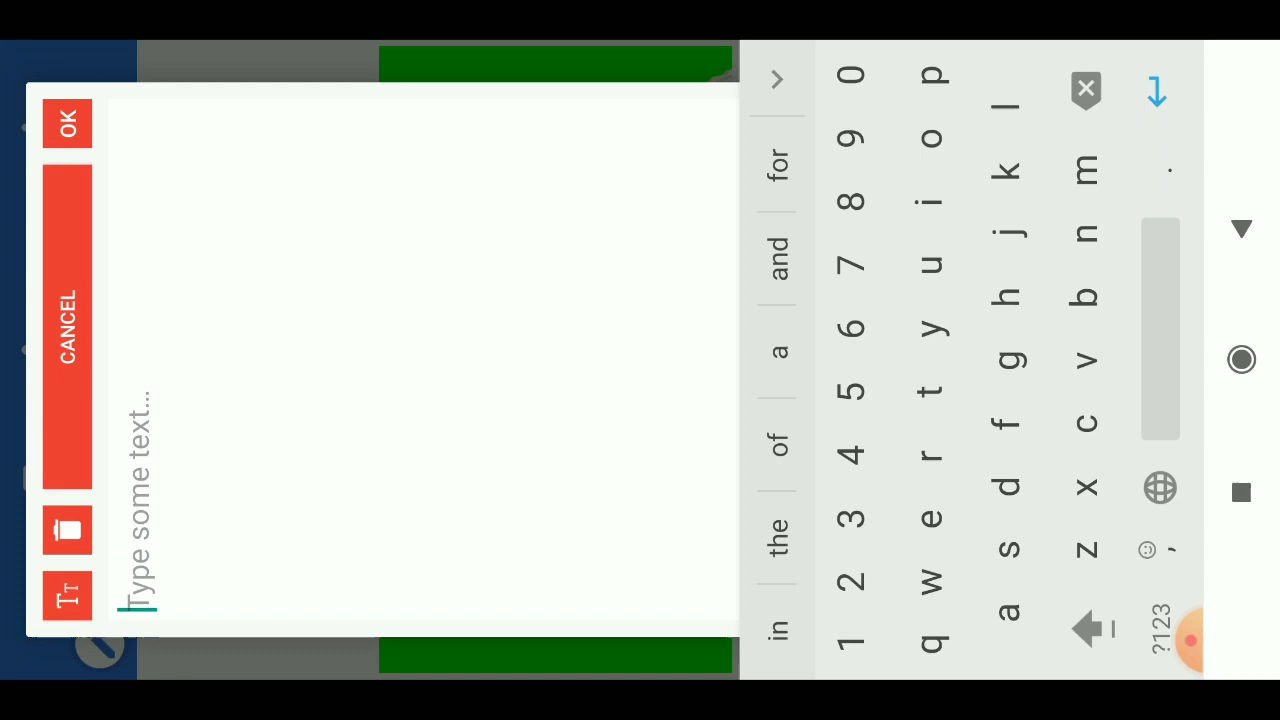 OK
CANCEL
TT
Type some text...
in the of a and for
1 2 3 4 5 6 7 8 9 0
q w e r t y u i o p
a s d f g h j k l
z x c v b n m
?123 , .